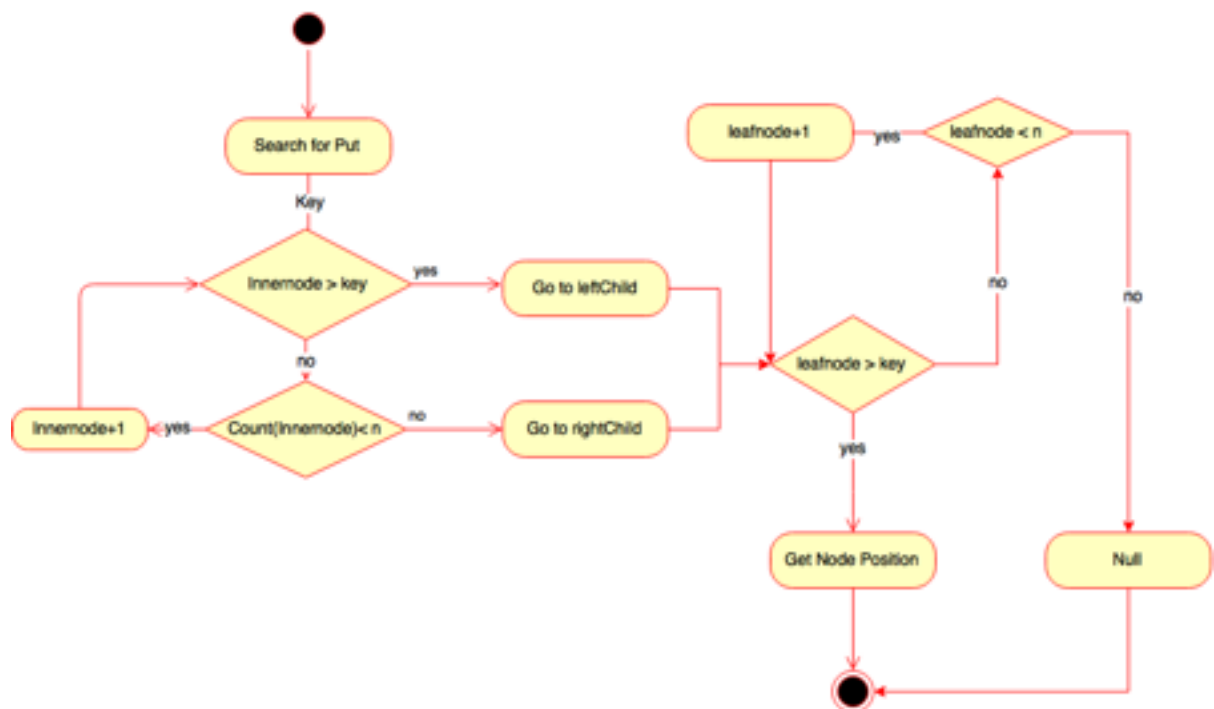 Search for Put
Key
Innernode > key
yes
Go to leftChild
no
Innernode+1
yes
Count(Innernode)< n
no
Go to rightChild
leafnode+1
yes
leafnode < n
no
no
leafnode > key
yes
Get Node Position
Null